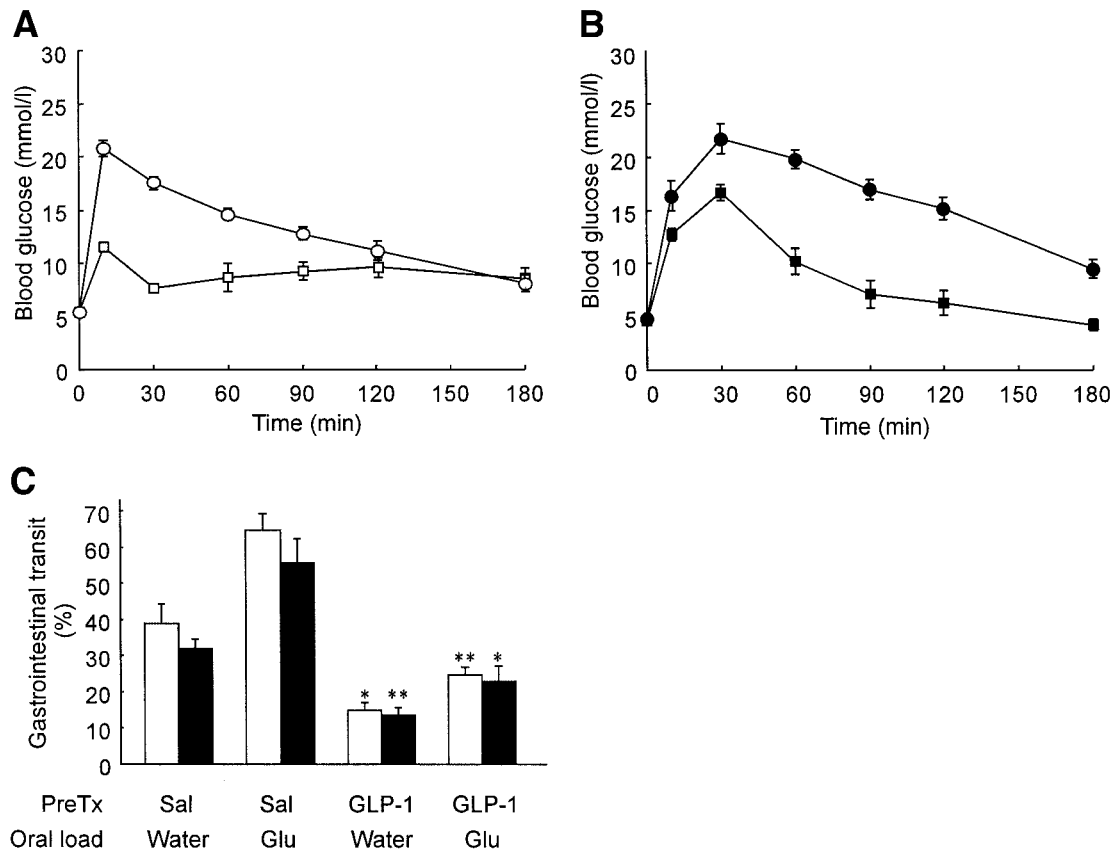 A
B
30
25
20
15
10
5
0
Blood glucose (mmol/l)
0 30 60 90 120 150 180
Time (min)
30
25
20
15
10
5
0
Blood glucose (mmol/l)
0 30 60 90 120 150 180
Time (min)
C
70
60
50
40
30
20
10
0
Gastrointestinal transit
(%)
* ** ** *
PreTx Sal Sal GLP-1 GLP-1
Oral load Water Glu Water Glu